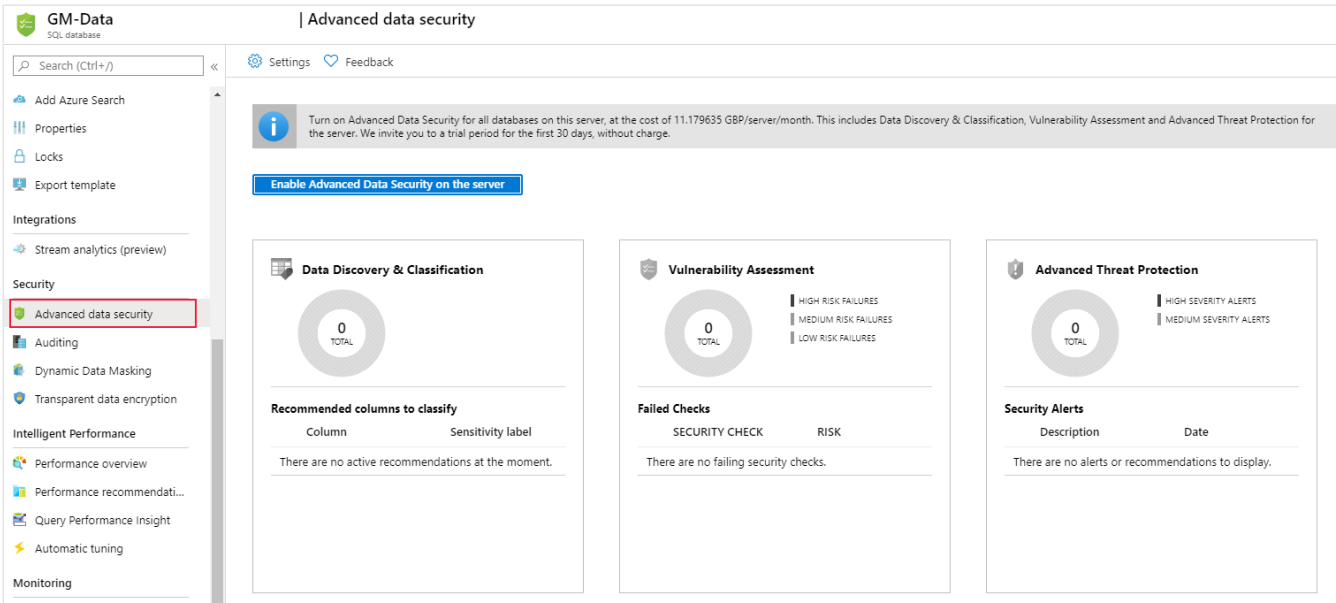 GM-Data
SQL database
| Advanced data security
Search (Ctrl+/)
«
Settings
Feedback
Add Azure Search
Properties
Locks
Export template
Integrations
Stream analytics (preview)
Security
Advanced data security
Auditing
Dynamic Data Masking
Transparent data encryption
Intelligent Performance
Performance overview
Performance recommendati...
Query Performance Insight
Automatic tuning
Monitoring
Turn on Advanced Data Security for all databases on this server, at the cost of 11.179635 GBP/server/month. This includes Data Discovery & Classification, Vulnerability Assessment and Advanced Threat Protection for
the server. We invite you to a trial period for the first 30 days, without charge.
Enable Advanced Data Security on the server
Data Discovery & Classification
0
TOTAL
Recommended columns to classify
Column Sensitivity label
There are no active recommendations at the moment.
Vulnerability Assessment
0
TOTAL
HIGH RISK FAILURES
MEDIUM RISK FAILURES
LOW RISK FAILURES
Failed Checks
SECURITY CHECK RISK
There are no failing security checks.
Advanced Threat Protection
0
TOTAL
HIGH SEVERITY ALERTS
MEDIUM SEVERITY ALERTS
Security Alerts
Description Date
There are no alerts or recommendations to display.